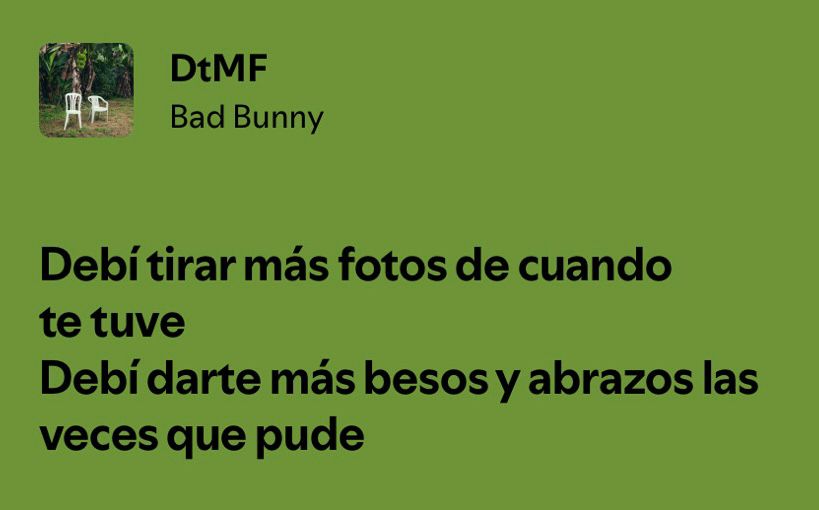 DtMF
Bad Bunny
Debí tirar más fotos de cuando
te tuve
Debí darte más besos y abrazos las
veces que pude